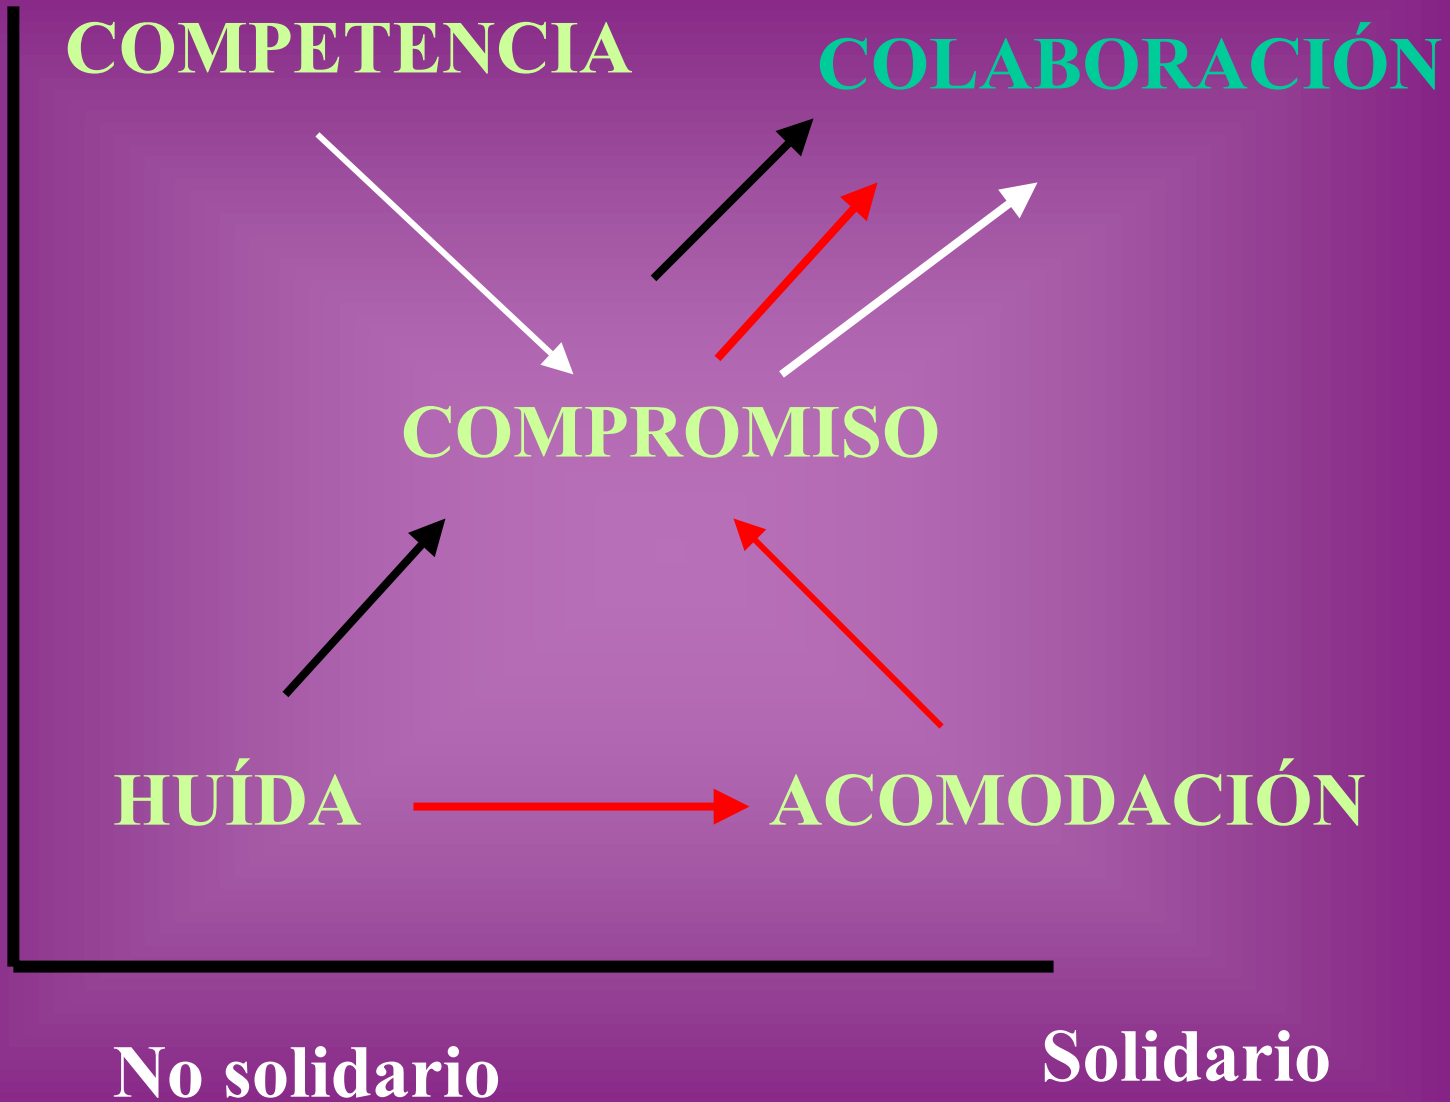 COMPETENCIA
COLABORACIÓN
COMPROMISO
HUÍDA
ACOMODACIÓN
No solidario
Solidario